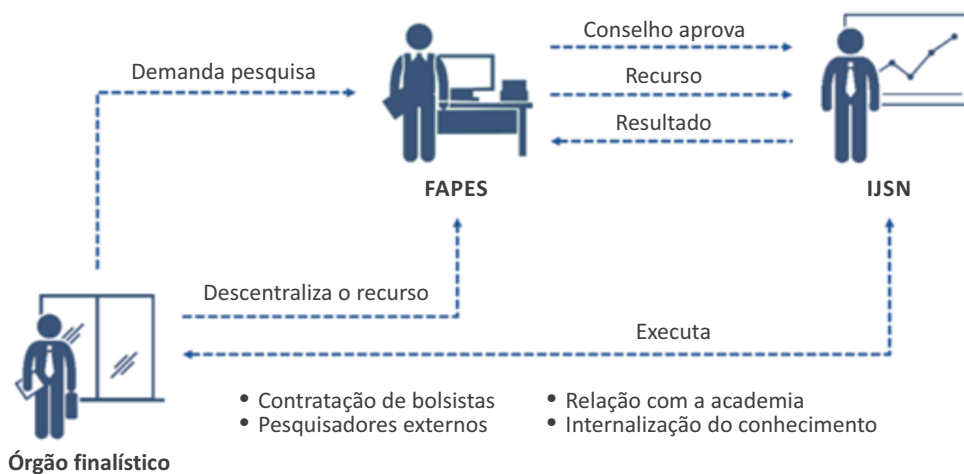 Conselho aprova
Demanda pesquisa
Recurso
Resultado
FAPES
IJSN
Descentraliza o recurso
Executa
• Contratação de bolsistas
• Pesquisadores externos
• Relação com a academia
• Internalização do conhecimento
Órgão finalístico